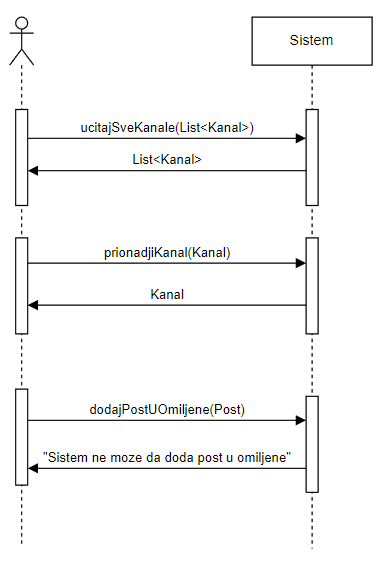 Sistem
ucitajSveKanale(List<Kanal>)
List<Kanal>
prionadjiKanal(Kanal)
Kanal
dodajPostUOmiljene(Post)
"Sistem ne moze da doda post u omiljene"